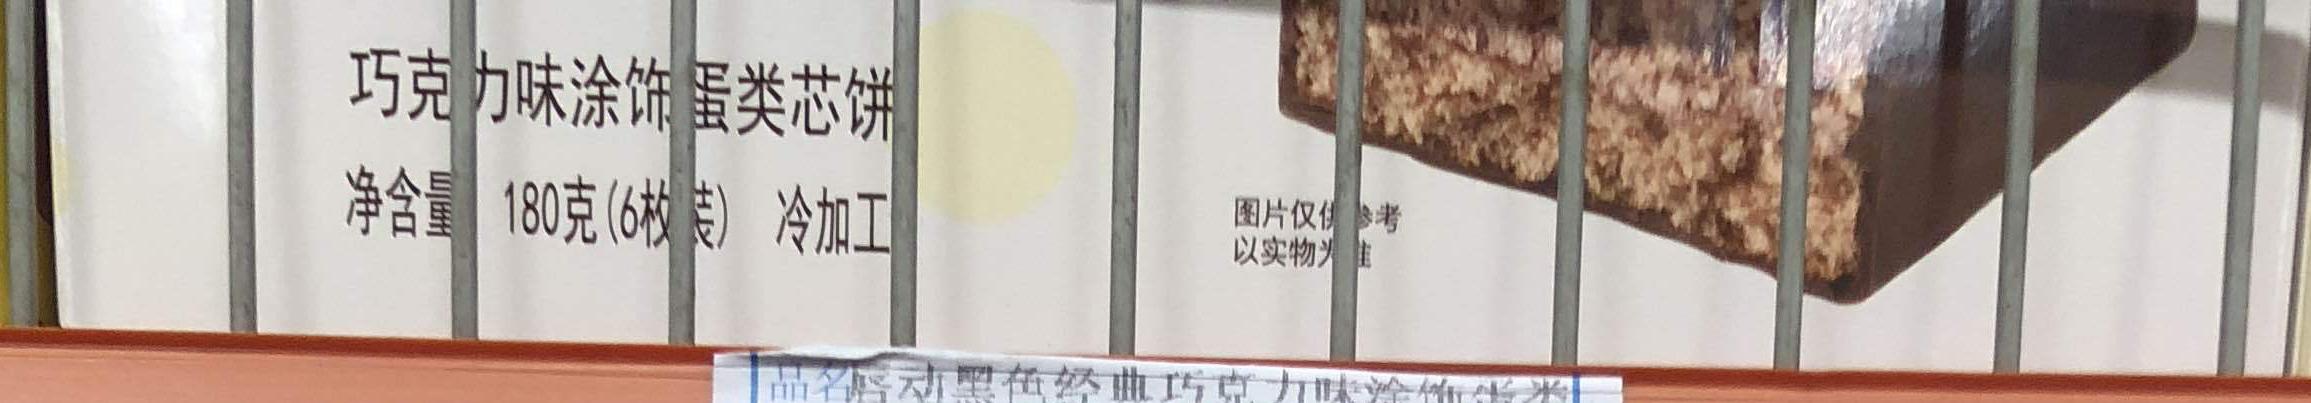 巧克力味涂饰蛋类芯饼
净含量 180克(6枚装) 冷加工
图片仅供参考
以实物为准
品名唇动黑色经典巧克力味涂饰蛋类